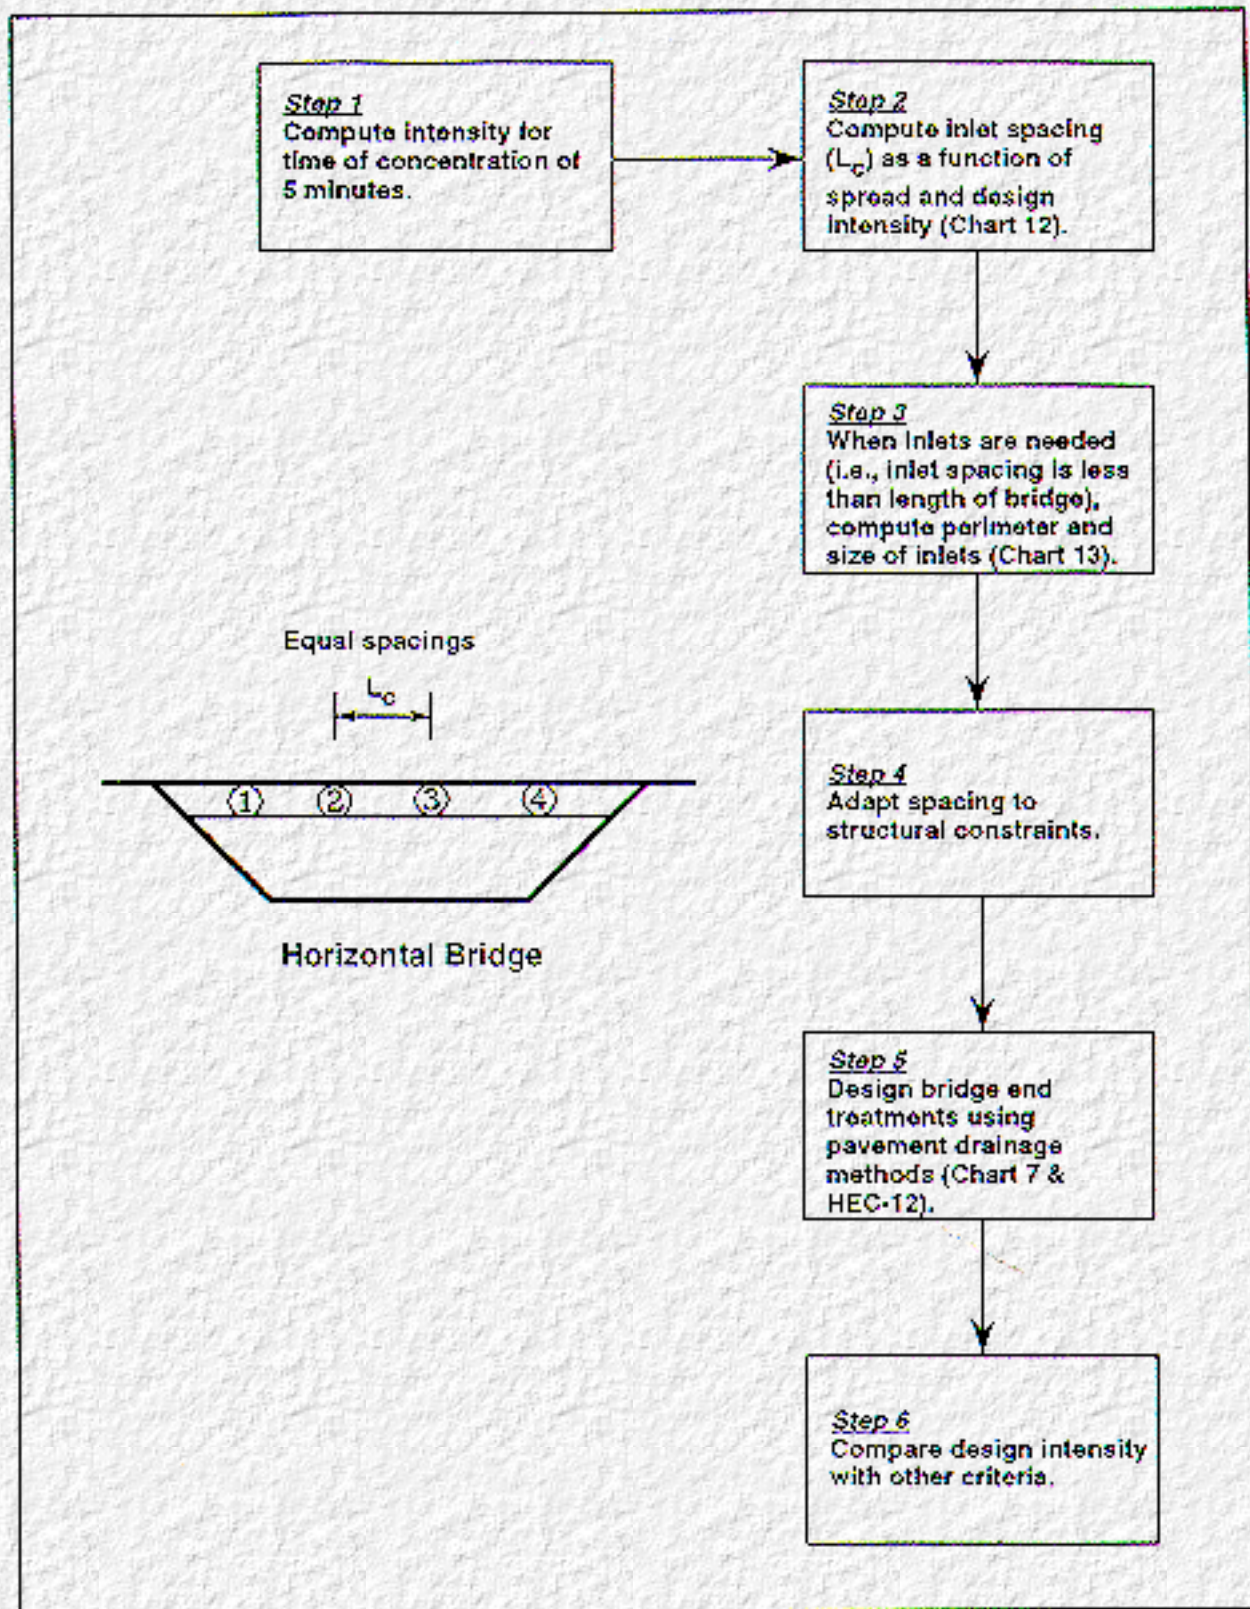 Step 1
Compute intensity for
time of concentration of
5 minutes.
Step 2
Compute inlet spacing
(LC) as a function of
spread and design
intensity (Chart 12).
Step 3
When inlets are needed
(i.e., inlet spacing is less
than length of bridge),
compute perimeter and
size of inlets (Chart 13).
Equal spacings
LC
① ② ③ ④
Horizontal Bridge
Step 4
Adapt spacing to
structural constraints.
Step 5
Design bridge end
treatments using
pavement drainage
methods (Chart 7 &
HEC-12).
Step 6
Compare design intensity
with other criteria.